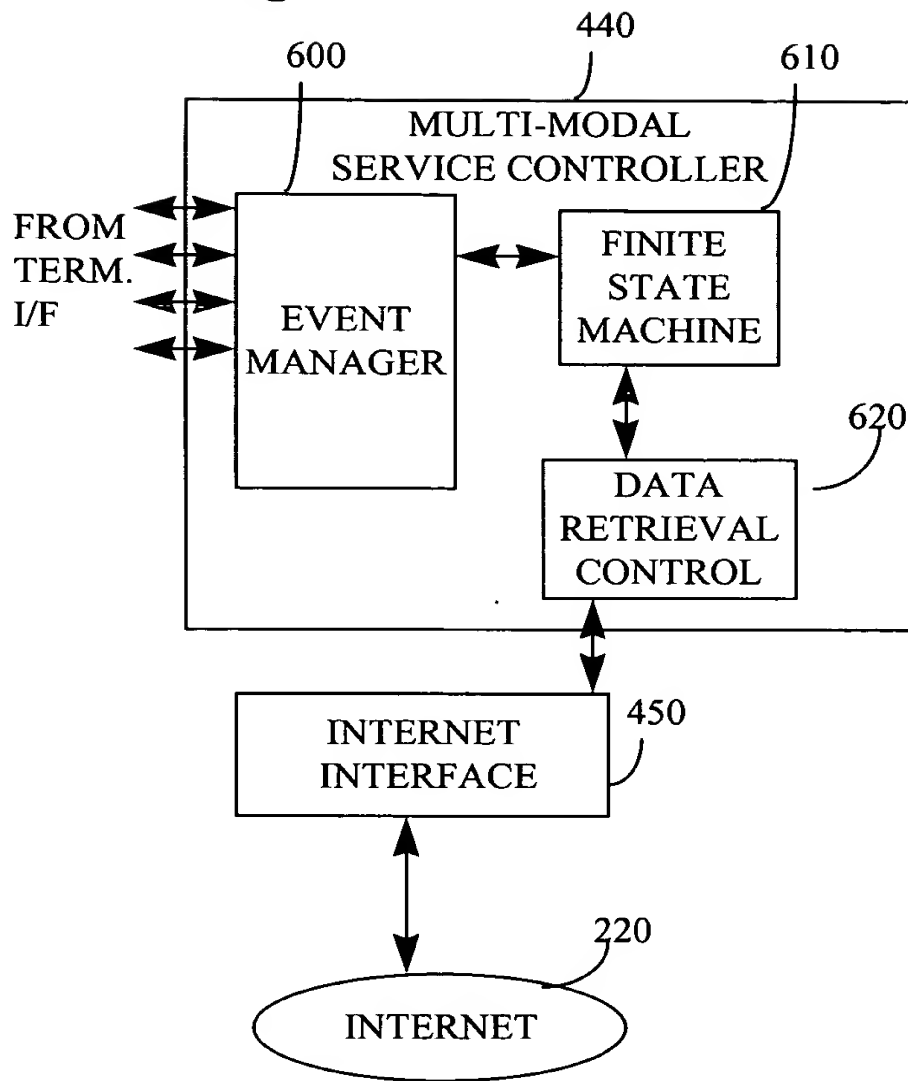 440
600
610
MULTI-MODAL
SERVICE CONTROLLER
FROM
TERM.
I/F
EVENT
MANAGER
FINITE
STATE
MACHINE
620
DATA
RETRIEVAL
CONTROL
450
INTERNET
INTERFACE
220
INTERNET